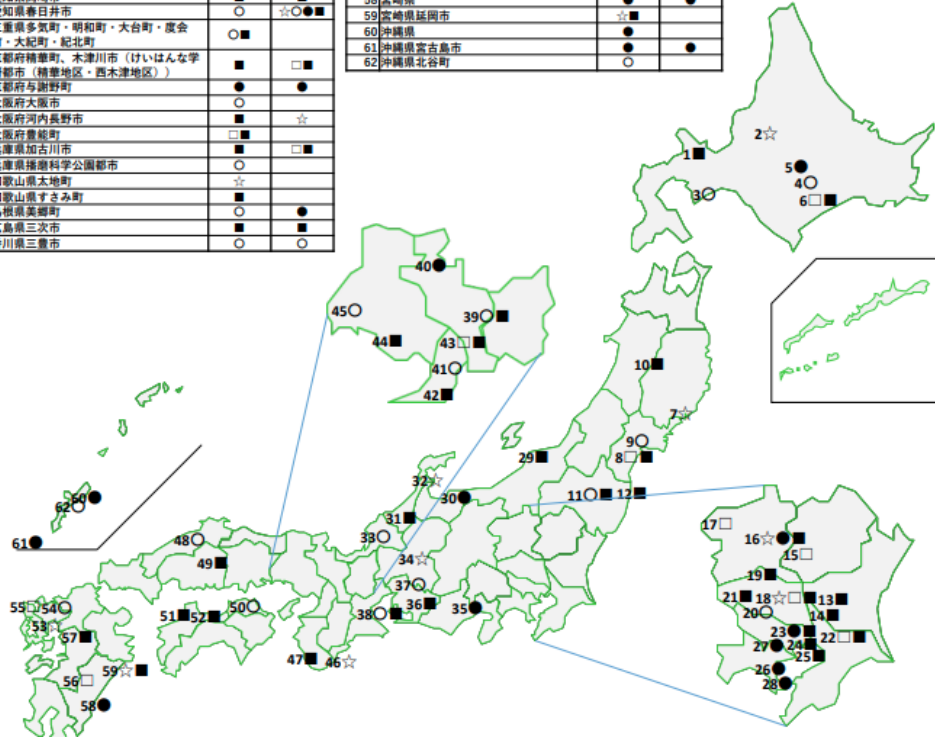 知県春日井市 ○ ☆○●■
重県多気町・明和町・大台町・度会
・大紀町・紀北町 ○■
都府精華町、木津川市（けいはんな学
都市（精華地区・西木津地区）） ■ □■
都府与謝野町 ● ●
阪府大阪市 ○
阪府河内長野市 ■ ☆
阪府豊能町 □■
庫県加古川市 ■ □■
庫県播磨科学公園都市 ○
歌山県太地町 ☆
歌山県すさみ町 ■
根県美郷町 ○ ●
島県三次市 ■ ■
川県三豊市 ○ ○
58 宮崎県 ● ●
59 宮崎県延岡市 ☆■
60 沖縄県 ●
61 沖縄県宮古島市 ● ●
62 沖縄県北谷町 ○
2☆
1■
5●
4○
3○
6□■
40●
45○
39○■
44■
43□■
41○
42■
10■
7☆
9○
8□■
29■
32☆
30●
11○■
12■
60●
62○
61●
31■
33○
48○
49■
34☆
37○
36■
35●
38○■
50○
51■
52■
55□
54○
53☆
57■
59☆■
56□
58●
47■
46☆
17□
16☆●■
15□
19■
21■
18☆□■
13■
20○
14■
23●■
22□■
24■
27●
25■
26●
28●